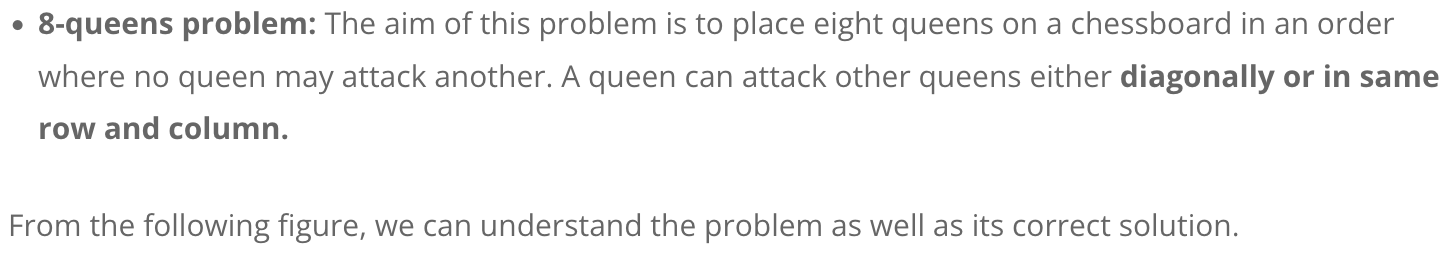 • 8-queens problem: The aim of this problem is to place eight queens on a chessboard in an order
where no queen may attack another. A queen can attack other queens either diagonally or in same
row and column.
From the following figure, we can understand the problem as well as its correct solution.